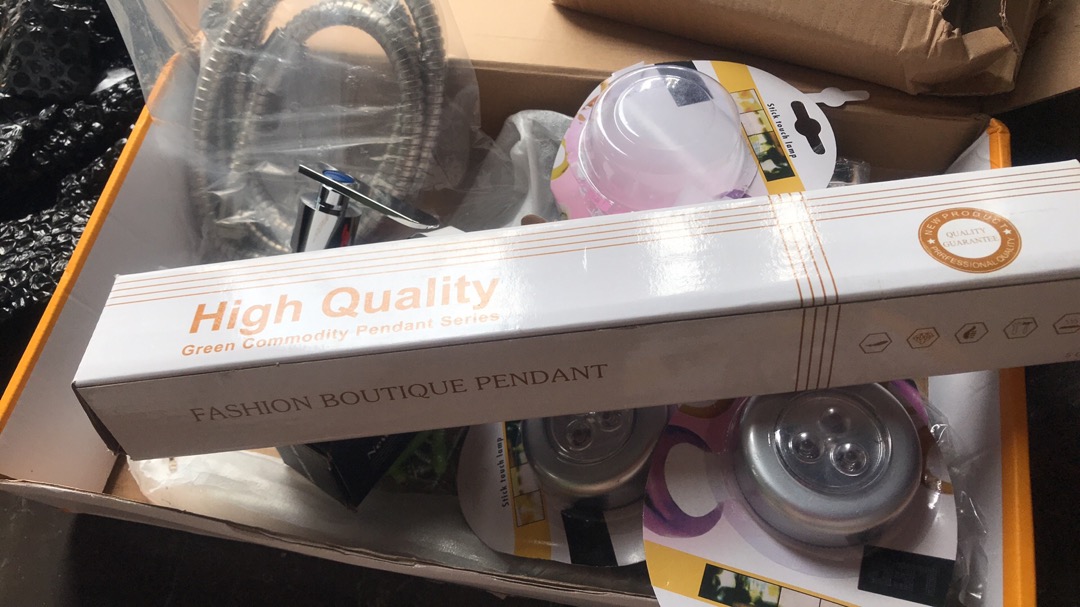 Stick touch lamp
High Quality
Green Commodity Pendant Series
FASHION BOUTIQUE PENDANT
NEW PRODUCT
QUALITY
GUARANTEE
PRRFESSIONAL QUALITY
Stick touch lamp